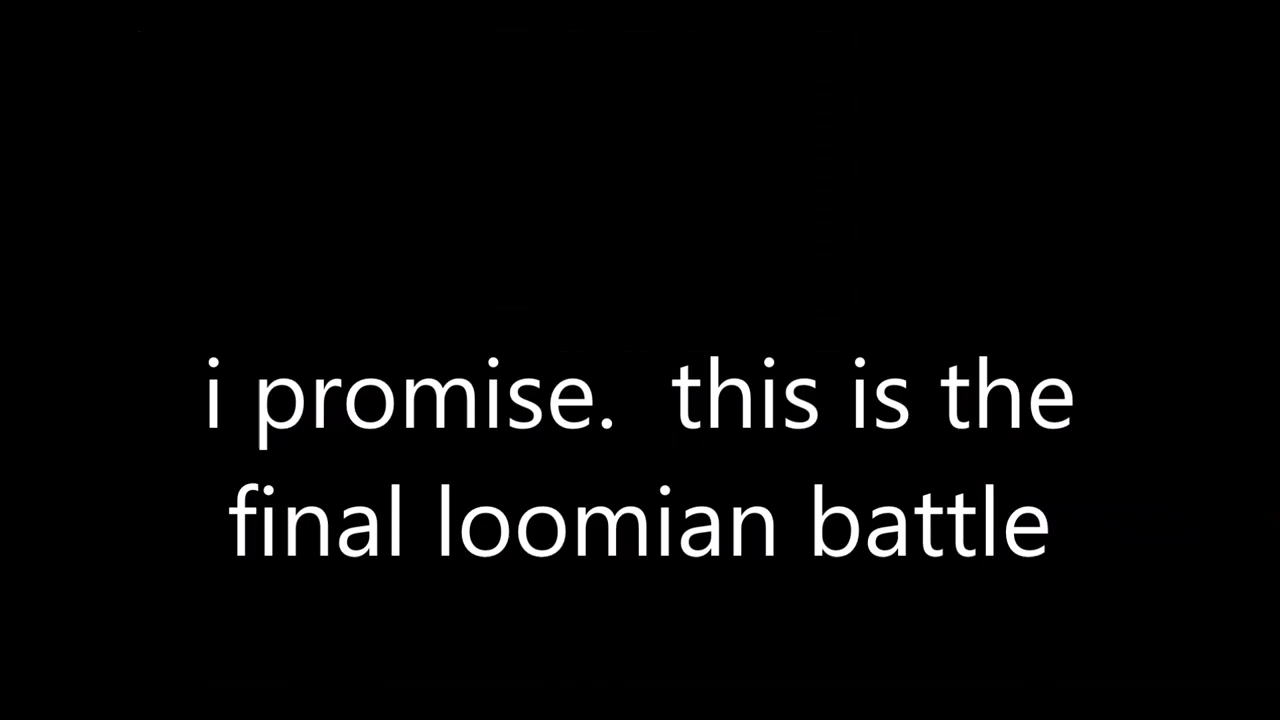 i promise.  this is the
final loomian battle